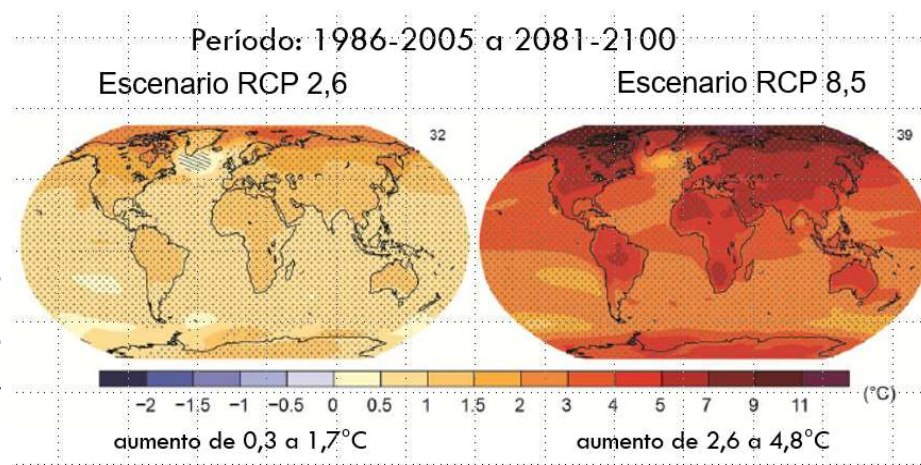 Período: 1986-2005 a 2081-2100
Escenario RCP 2,6
Escenario RCP 8,5
32
39
−2 −1.5 −1 −0.5 0 0.5 1 1.5 2 3 4 5 7 9 11 (°C)
aumento de 0,3 a 1,7°C
aumento de 2,6 a 4,8°C